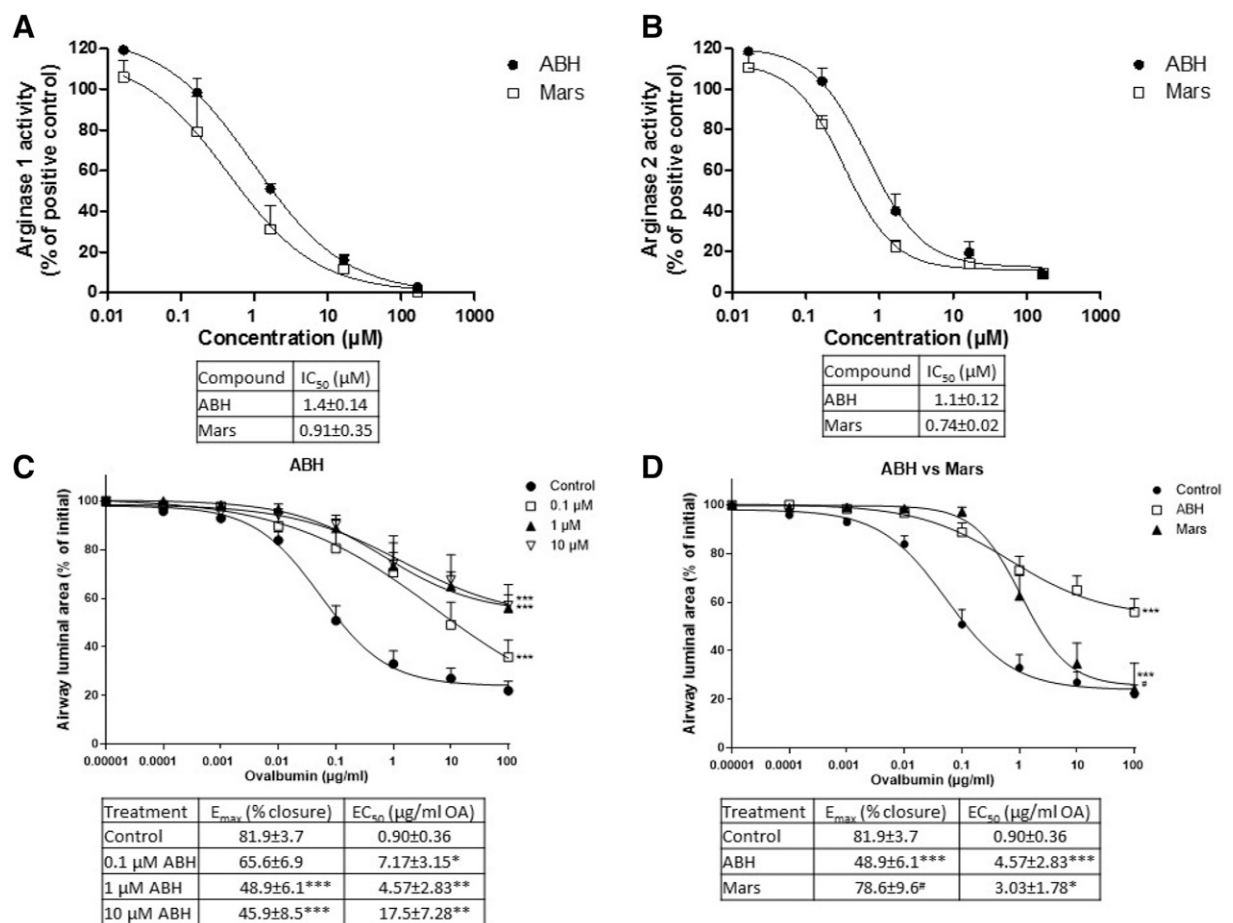 A
Arginase 1 activity
(% of positive control)
120
100
80
60
40
20
0
0.01 0.1 1 10 100 1000
Concentration (µM)
ABH
Mars
Compound IC50 (µM)
ABH 1.4±0.14
Mars 0.91±0.35
B
Arginase 2 activity
(% of positive control)
120
100
80
60
40
20
0
0.01 0.1 1 10 100 1000
Concentration (µM)
ABH
Mars
Compound IC50 (µM)
ABH 1.1±0.12
Mars 0.74±0.02
C
ABH
Airway luminal area (% of initial)
100
80
60
40
20
0
0.00001 0.0001 0.001 0.01 0.1 1 10 100
Ovalbumin (µg/ml)
Control
0.1 µM
1 µM
10 µM
***
***
***
Treatment Emax (% closure) EC50 (µg/ml OA)
Control 81.9±3.7 0.90±0.36
0.1 µM ABH 65.6±6.9 7.17±3.15*
1 µM ABH 48.9±6.1*** 4.57±2.83**
10 µM ABH 45.9±8.5*** 17.5±7.28**
D
ABH vs Mars
Airway luminal area (% of initial)
100
80
60
40
20
0
0.00001 0.0001 0.001 0.01 0.1 1 10 100
Ovalbumin (µg/ml)
Control
ABH
Mars
***
***
#
Treatment Emax (% closure) EC50 (µg/ml OA)
Control 81.9±3.7 0.90±0.36
ABH 48.9±6.1*** 4.57±2.83***
Mars 78.6±9.6# 3.03±1.78*